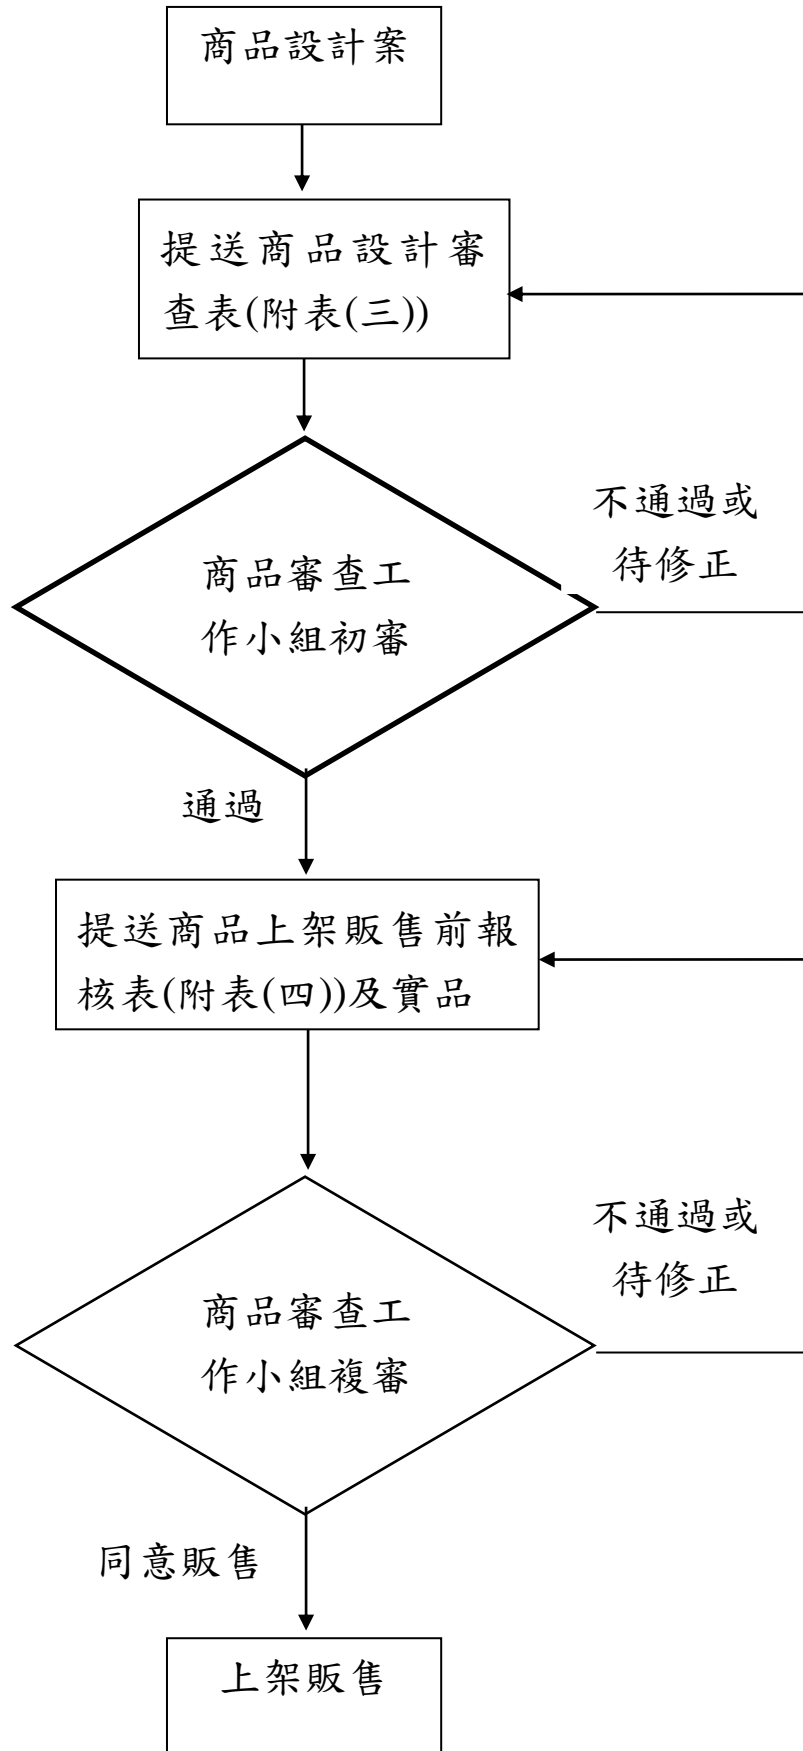 商品設計案
提送商品設計審
查表(附表(三))
商品審查工
作小組初審
不通過或
待修正
通過
提送商品上架販售前報
核表(附表(四))及實品
商品審查工
作小組複審
不通過或
待修正
同意販售
上架販售